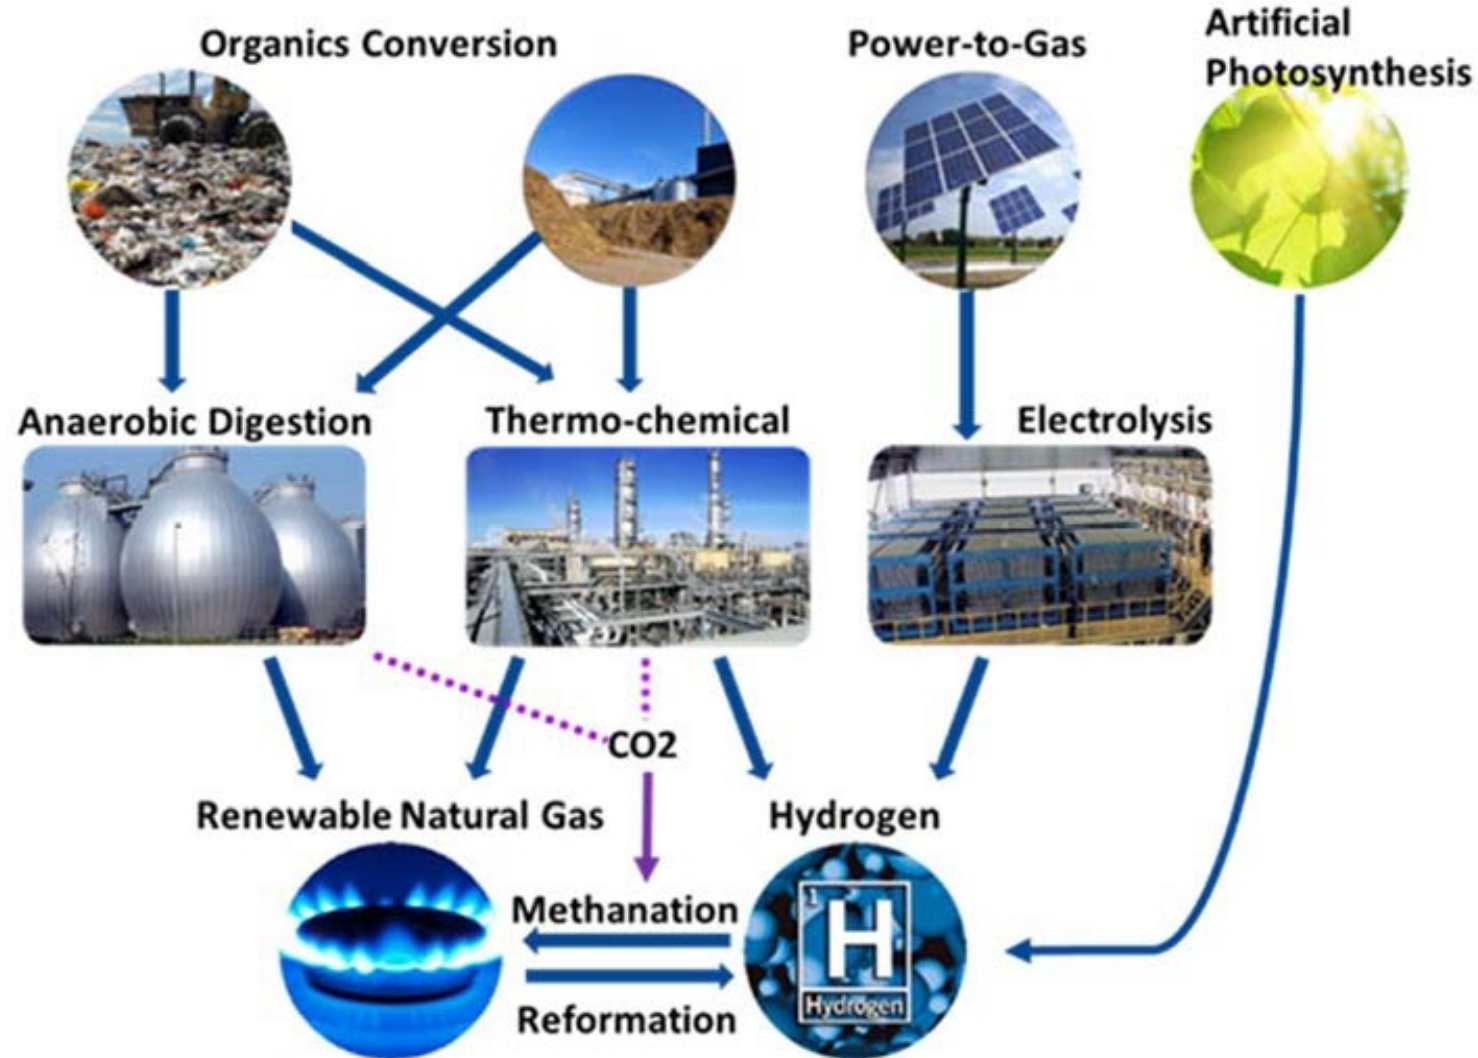 Organics Conversion
Power-to-Gas
Artificial
Photosynthesis
Anaerobic Digestion
Thermo-chemical
Electrolysis
CO2
Renewable Natural Gas
Hydrogen
Methanation
1
H
Hydrogen
Reformation